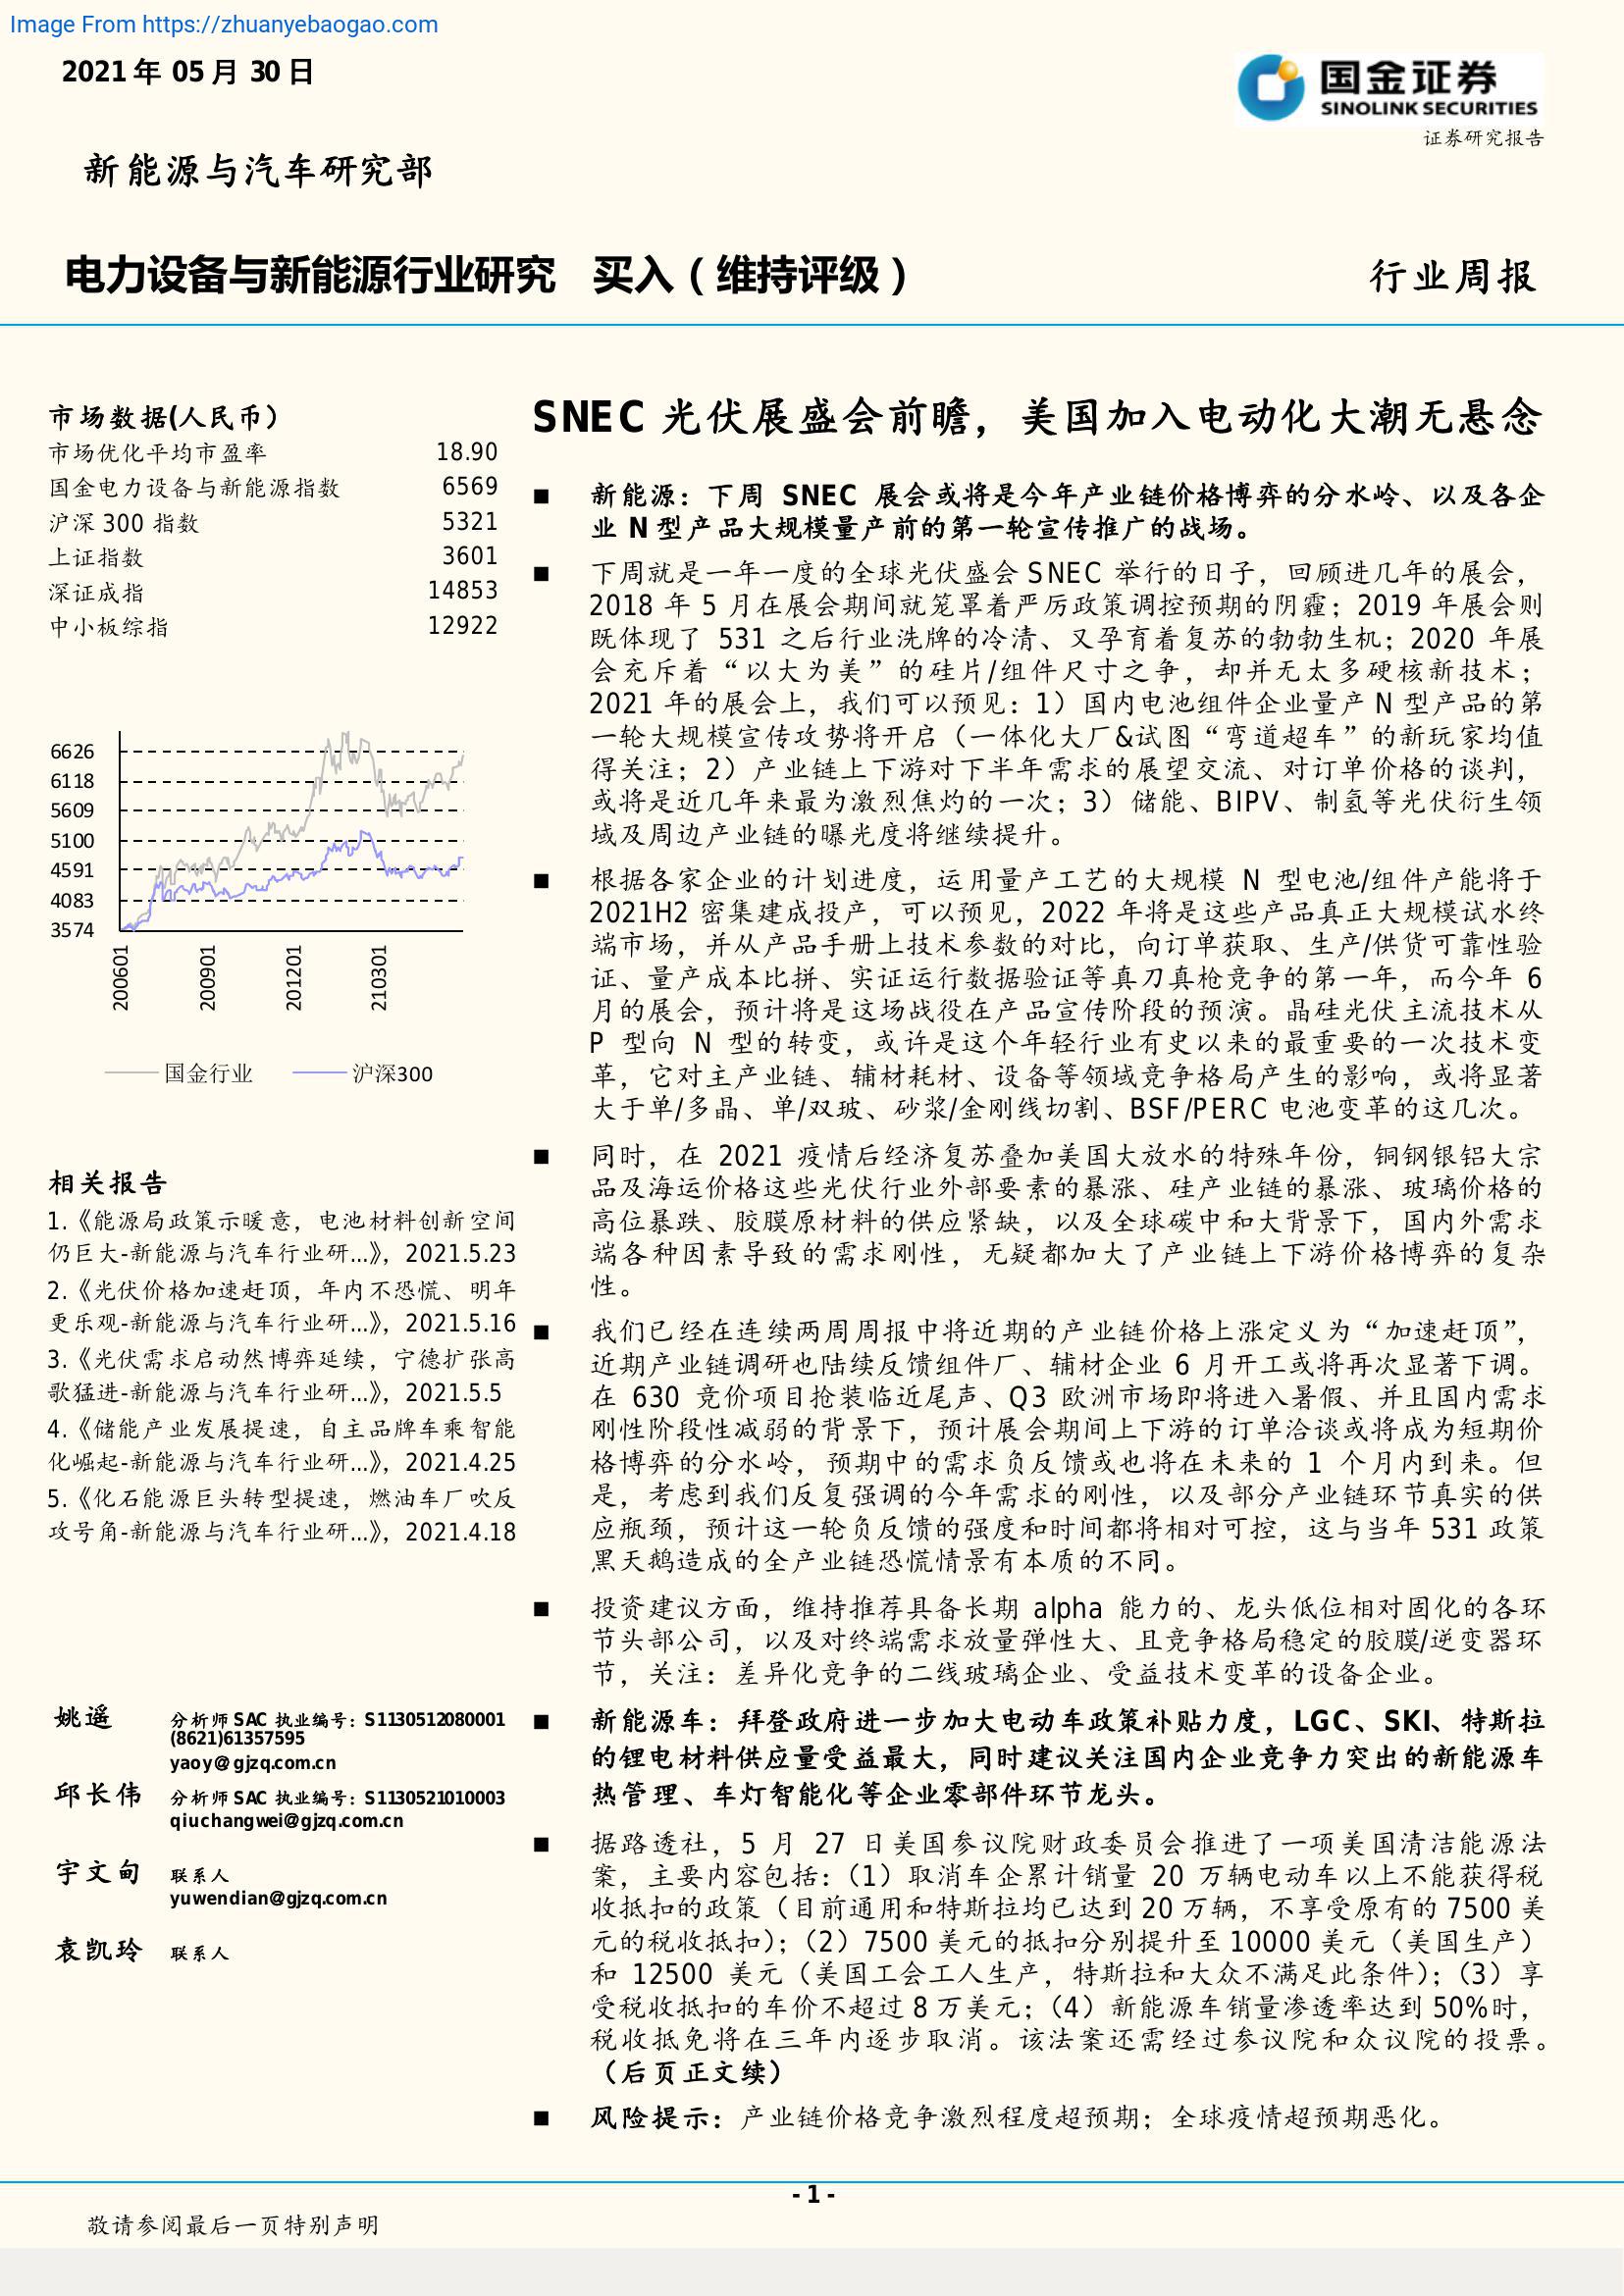 Image From https://zhuanyebaogao.com
2021 年 05 月 30 日
国金证券
SINOLINK SECURITIES
证券研究报告
新能源与汽车研究部
电力设备与新能源行业研究 买入(维持评级)
行业周报
市场数据(人民币)
市场优化平均市盈率 18.90
国金电力设备与新能源指数 6569
沪深 300 指数 5321
上证指数 3601
深证成指 14853
中小板综指 12922
6626
6118
5609
5100
4591
4083
3574
200601
200901
201201
210301
国金行业 沪深300
相关报告
1.《能源局政策示暖意，电池材料创新空间
仍巨大-新能源与汽车行业研...》，2021.5.23
2.《光伏价格加速赶顶，年内不恐慌、明年
更乐观-新能源与汽车行业研...》，2021.5.16
3.《光伏需求启动然博弈延续，宁德扩张高
歌猛进-新能源与汽车行业研...》，2021.5.5
4.《储能产业发展提速，自主品牌车乘智能
化崛起-新能源与汽车行业研...》，2021.4.25
5.《化石能源巨头转型提速，燃油车厂吹反
攻号角-新能源与汽车行业研...》，2021.4.18
姚遥 分析师 SAC 执业编号：S1130512080001
(8621)61357595
yaoy@gjzq.com.cn
邱长伟 分析师 SAC 执业编号：S1130521010003
qiuchangwei@gjzq.com.cn
宇文甸 联系人
yuwendian@gjzq.com.cn
袁凯玲 联系人
SNEC 光伏展盛会前瞻，美国加入电动化大潮无悬念
■ 新能源：下周 SNEC 展会或将是今年产业链价格博弈的分水岭、以及各企
业 N 型产品大规模量产前的第一轮宣传推广的战场。
■ 下周就是一年一度的全球光伏盛会 SNEC 举行的日子，回顾进几年的展会，
2018 年 5 月在展会期间就笼罩着严厉政策调控预期的阴霾；2019 年展会则
既体现了 531 之后行业洗牌的冷清、又孕育着复苏的勃勃生机；2020 年展
会充斥着“以大为美”的硅片/组件尺寸之争，却并无太多硬核新技术；
2021 年的展会上，我们可以预见：1）国内电池组件企业量产 N 型产品的第
一轮大规模宣传攻势将开启（一体化大厂&试图“弯道超车”的新玩家均值
得关注；2）产业链上下游对下半年需求的展望交流、对订单价格的谈判，
或将是近几年来最为激烈焦灼的一次；3）储能、BIPV、制氢等光伏衍生领
域及周边产业链的曝光度将继续提升。
■ 根据各家企业的计划进度，运用量产工艺的大规模 N 型电池/组件产能将于
2021H2 密集建成投产，可以预见，2022 年将是这些产品真正大规模试水终
端市场，并从产品手册上技术参数的对比，向订单获取、生产/供货可靠性验
证、量产成本比拼、实证运行数据验证等真刀真枪竞争的第一年，而今年 6
月的展会，预计将是这场战役在产品宣传阶段的预演。晶硅光伏主流技术从
P 型向 N 型的转变，或许是这个年轻行业有史以来的最重要的一次技术变
革，它对主产业链、辅材耗材、设备等领域竞争格局产生的影响，或将显著
大于单/多晶、单/双玻、砂浆/金刚线切割、BSF/PERC 电池变革的这几次。
■ 同时，在 2021 疫情后经济复苏叠加美国大放水的特殊年份，铜钢银铝大宗
品及海运价格这些光伏行业外部要素的暴涨、硅产业链的暴涨、玻璃价格的
高位暴跌、胶膜原材料的供应紧缺，以及全球碳中和大背景下，国内外需求
端各种因素导致的需求刚性，无疑都加大了产业链上下游价格博弈的复杂
性。
■ 我们已经在连续两周周报中将近期的产业链价格上涨定义为“加速赶顶”，
近期产业链调研也陆续反馈组件厂、辅材企业 6 月开工或将再次显著下调。
在 630 竞价项目抢装临近尾声、Q3 欧洲市场即将进入暑假、并且国内需求
刚性阶段性减弱的背景下，预计展会期间上下游的订单洽谈或将成为短期价
格博弈的分水岭，预期中的需求负反馈或也将在未来的 1 个月内到来。但
是，考虑到我们反复强调的今年需求的刚性，以及部分产业链环节真实的供
应瓶颈，预计这一轮负反馈的强度和时间都将相对可控，这与当年 531 政策
黑天鹅造成的全产业链恐慌情景有本质的不同。
■ 投资建议方面，维持推荐具备长期 alpha 能力的、龙头低位相对固化的各环
节头部公司，以及对终端需求放量弹性大、且竞争格局稳定的胶膜/逆变器环
节，关注：差异化竞争的二线玻璃企业、受益技术变革的设备企业。
■ 新能源车：拜登政府进一步加大电动车政策补贴力度，LGC、SKI、特斯拉
的锂电材料供应量受益最大，同时建议关注国内企业竞争力突出的新能源车
热管理、车灯智能化等企业零部件环节龙头。
■ 据路透社，5 月 27 日美国参议院财政委员会推进了一项美国清洁能源法
案，主要内容包括：（1）取消车企累计销量 20 万辆电动车以上不能获得税
收抵扣的政策（目前通用和特斯拉均已达到 20 万辆，不享受原有的 7500 美
元的税收抵扣）；（2）7500 美元的抵扣分别提升至 10000 美元（美国生产）
和 12500 美元（美国工会工人生产，特斯拉和大众不满足此条件）；（3）享
受税收抵扣的车价不超过 8 万美元；（4）新能源车销量渗透率达到 50%时，
税收抵免将在三年内逐步取消。该法案还需经过参议院和众议院的投票。
（后页正文续）
■ 风险提示：产业链价格竞争激烈程度超预期；全球疫情超预期恶化。
- 1 -
敬请参阅最后一页特别声明